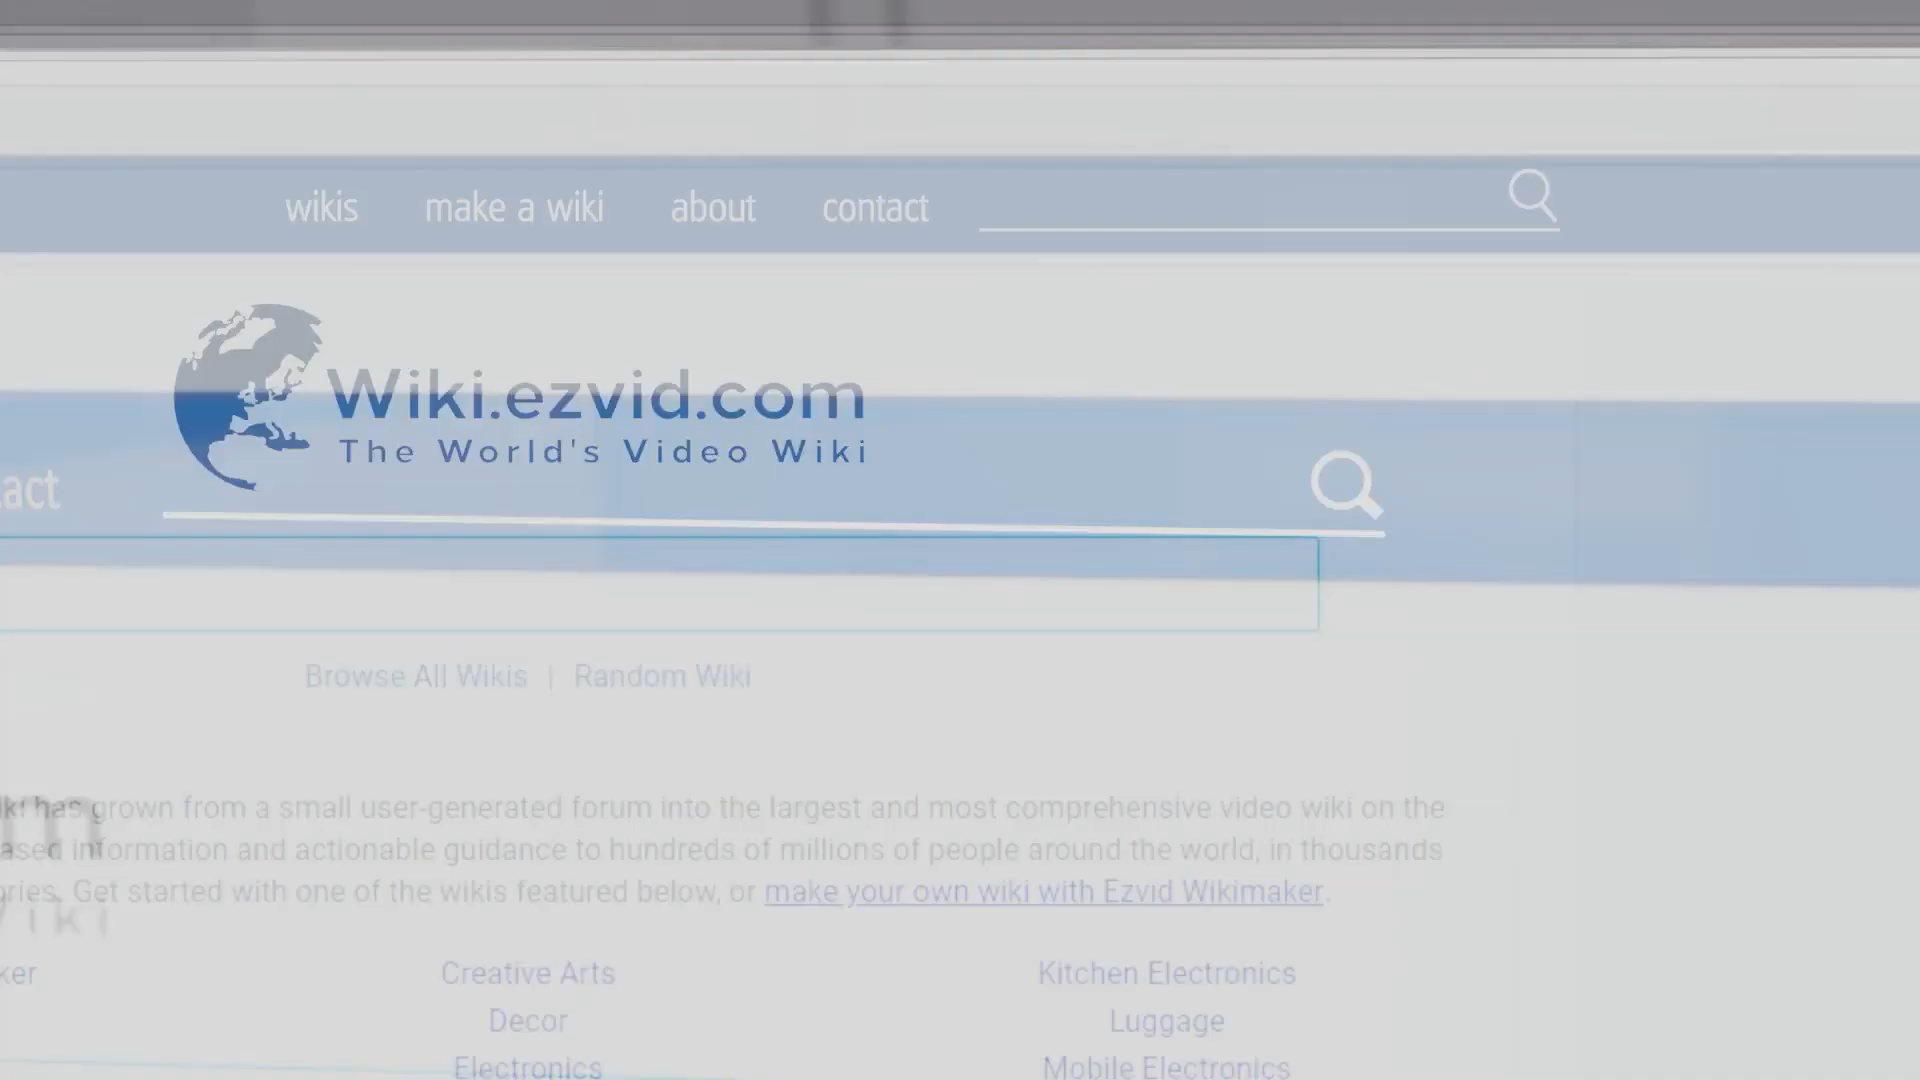 wikis make a wiki about contact
Wiki.ezvid.com
The World's Video Wiki
Browse All Wikis | Random Wiki
has grown from a small user-generated forum into the largest and most comprehensive video wiki on the
information and actionable guidance to hundreds of millions of people around the world, in thousands
Get started with one of the wikis featured below, or make your own wiki with Ezvid Wikimaker.
Wiki
Creative Arts Kitchen Electronics
Decor Luggage
Electronics Mobile Electronics